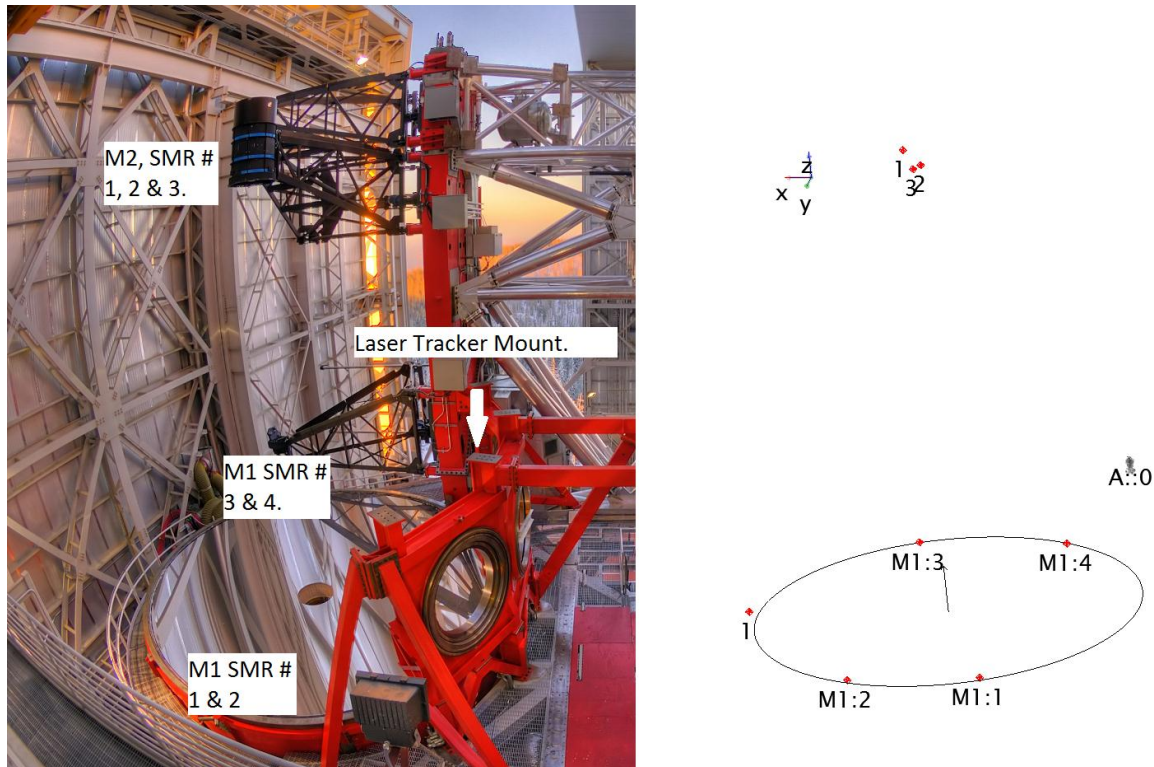 M2, SMR #
1, 2 & 3.
Laser Tracker Mount.
M1 SMR #
3 & 4.
M1 SMR #
1 & 2
z
x
y
1
3
2
A::0
M1:3
M1:4
1
M1:2
M1:1